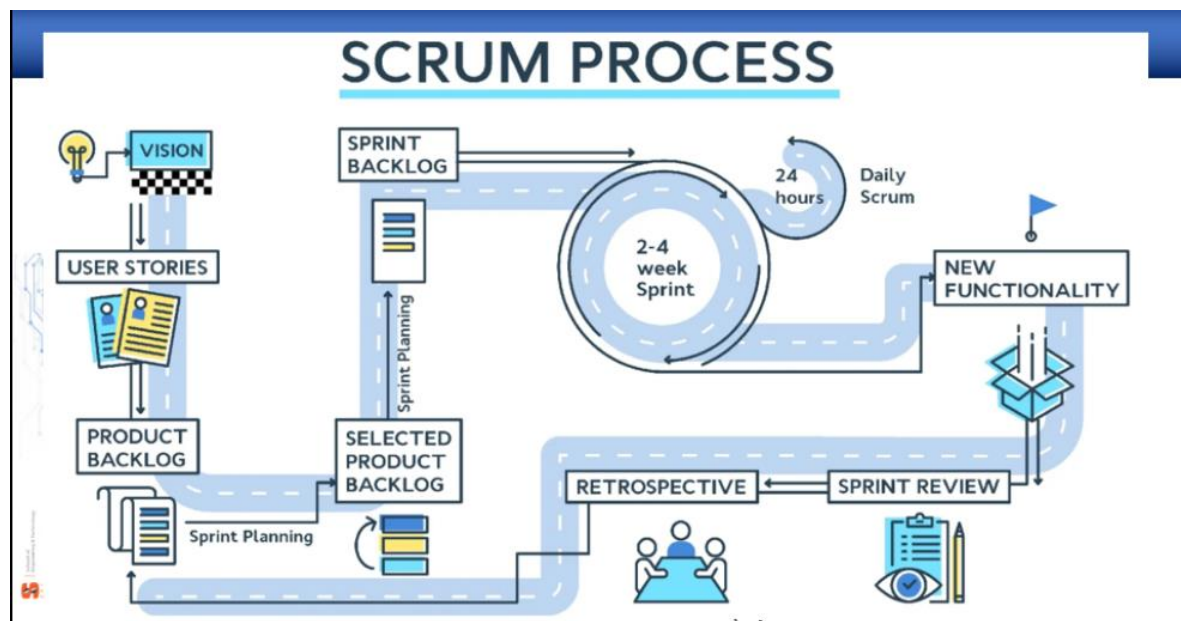 SCRUM PROCESS
VISION
USER STORIES
PRODUCT
BACKLOG
Sprint Planning
SELECTED
PRODUCT
BACKLOG
Sprint Planning
SPRINT
BACKLOG
2-4
week
Sprint
24
hours
Daily
Scrum
NEW
FUNCTIONALITY
SPRINT REVIEW
RETROSPECTIVE